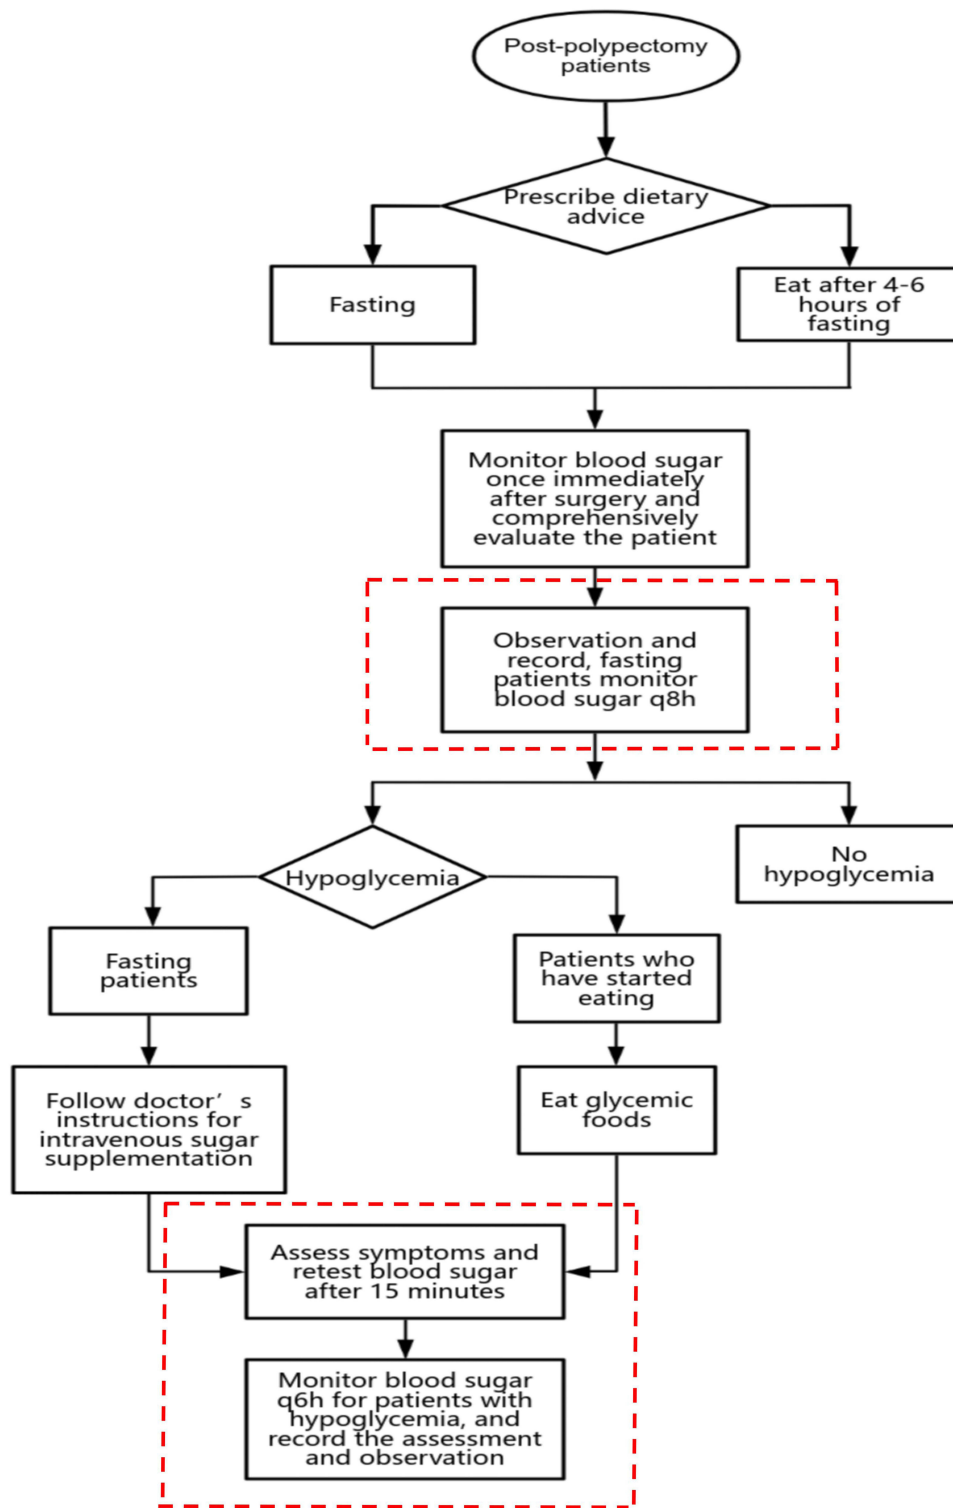 Post-polypectomy
patients
Prescribe dietary
advice
Fasting
Eat after 4-6
hours of
fasting
Monitor blood sugar
once immediately
after surgery and
comprehensively
evaluate the patient
Observation and
record, fasting
patients monitor
blood sugar q8h
Hypoglycemia
No
hypoglycemia
Fasting
patients
Patients who
have started
eating
Follow doctor’ s
instructions for
intravenous sugar
supplementation
Eat glycemic
foods
Assess symptoms and
retest blood sugar
after 15 minutes
Monitor blood sugar
q6h for patients with
hypoglycemia, and
record the assessment
and observation